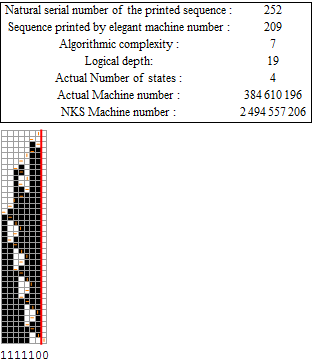 Natural serial number of the printed sequence : 252
Sequence printed by elegant machine number : 209
Algorithmic complexity : 7
Logical depth: 19
Actual Number of states : 4
Actual Machine number : 384 610 196
NKS Machine number : 2 494 557 206
1111100